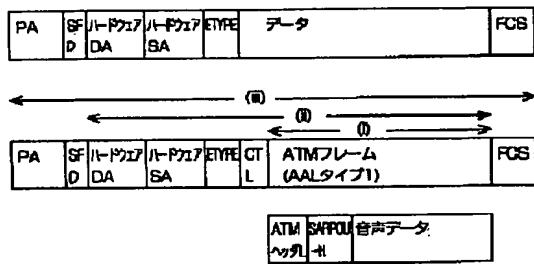 PA SF D ハードウェア DA ハードウェア SA ETYPE データ FCS
(iii)
(ii)
(i)
PA SF D ハードウェア DA ハードウェア SA ETYPE CT L ATMフレーム (AALタイプ1) FCS
ATM ヘッダ SARPDU -H 音声データ